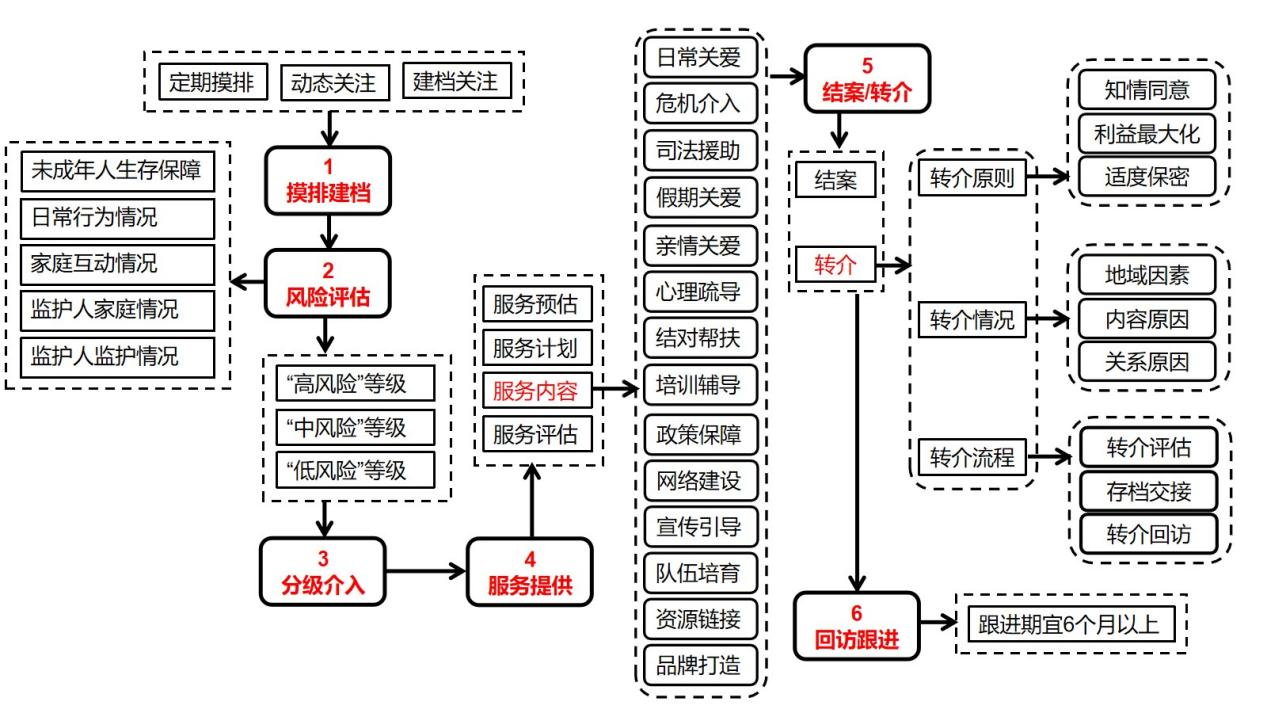 定期摸排
动态关注
建档关注
1
摸排建档
未成年人生存保障
日常行为情况
家庭互动情况
监护人家庭情况
监护人监护情况
2
风险评估
“高风险”等级
“中风险”等级
“低风险”等级
3
分级介入
4
服务提供
服务预估
服务计划
服务内容
服务评估
日常关爱
危机介入
司法援助
假期关爱
亲情关爱
心理疏导
结对帮扶
培训辅导
政策保障
网络建设
宣传引导
队伍培育
资源链接
品牌打造
5
结案/转介
结案
转介
转介原则
知情同意
利益最大化
适度保密
转介情况
地域因素
内容原因
关系原因
转介流程
转介评估
存档交接
转介回访
6
回访跟进
跟进期宜6个月以上